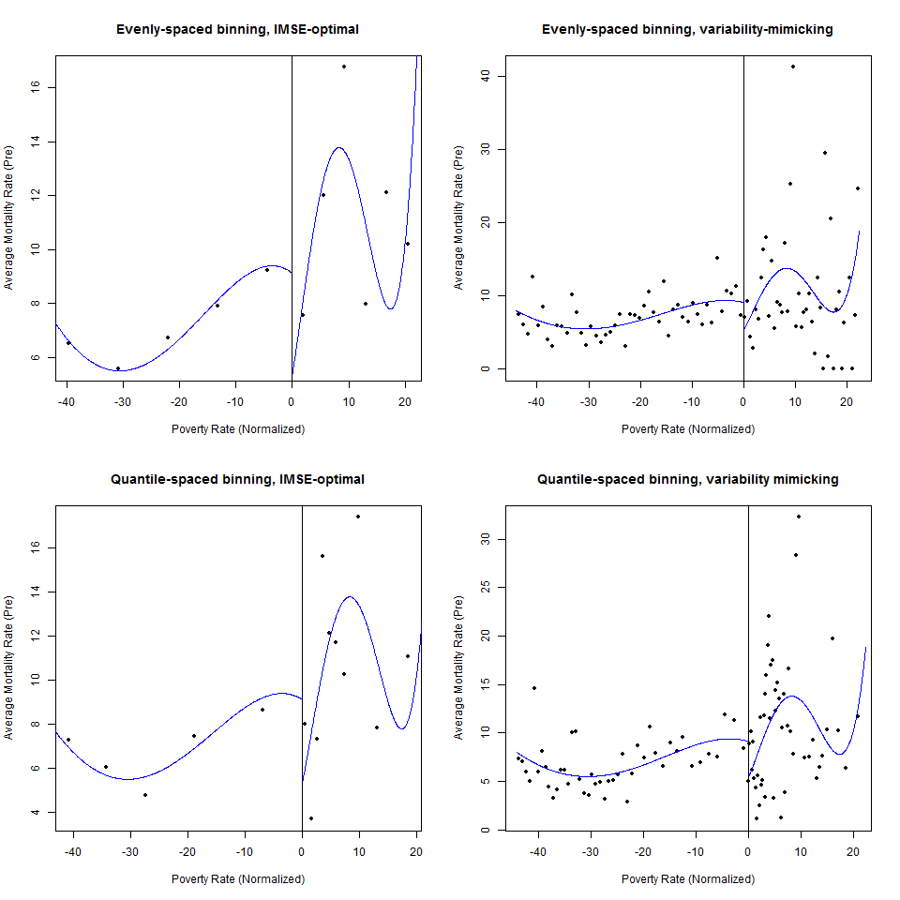 Evenly-spaced binning, IMSE-optimal
Average Mortality Rate (Pre)
16
14
12
10
8
6
-40 -30 -20 -10 0 10 20
Poverty Rate (Normalized)
Evenly-spaced binning, variability-mimicking
Average Mortality Rate (Pre)
40
30
20
10
0
-40 -30 -20 -10 0 10 20
Poverty Rate (Normalized)
Quantile-spaced binning, IMSE-optimal
Average Mortality Rate (Pre)
16
14
12
10
8
6
4
-40 -30 -20 -10 0 10 20
Poverty Rate (Normalized)
Quantile-spaced binning, variability mimicking
Average Mortality Rate (Pre)
30
25
20
15
10
5
0
-40 -30 -20 -10 0 10 20
Poverty Rate (Normalized)